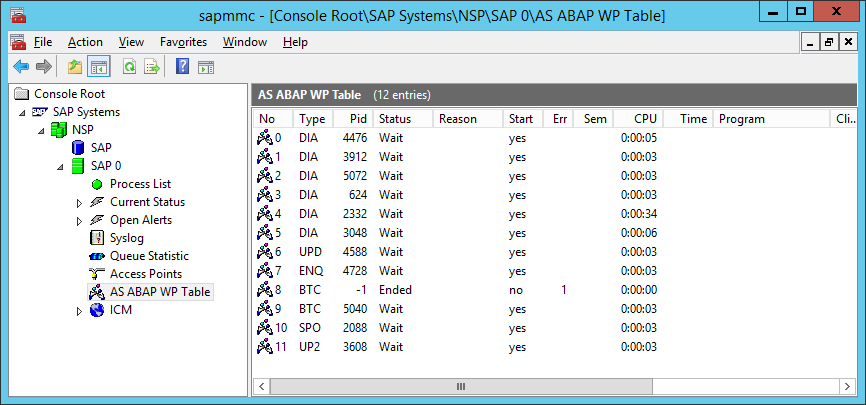 sapmmc - [Console Root\SAP Systems\NSP\SAP 0\AS ABAP WP Table]
File Action View Favorites Window Help
Console Root
SAP Systems
NSP
SAP
SAP 0
Process List
Current Status
Open Alerts
Syslog
Queue Statistic
Access Points
AS ABAP WP Table
ICM
AS ABAP WP Table (12 entries)
No Type Pid Status Reason Start Err Sem CPU Time Program Cli...
0 DIA 4476 Wait yes 0:00:05
1 DIA 3912 Wait yes 0:00:03
2 DIA 5072 Wait yes 0:00:03
3 DIA 624 Wait yes 0:00:03
4 DIA 2332 Wait yes 0:00:34
5 DIA 3048 Wait yes 0:00:06
6 UPD 4588 Wait yes 0:00:03
7 ENQ 4728 Wait yes 0:00:03
8 BTC -1 Ended no 1 0:00:00
9 BTC 5040 Wait yes 0:00:03
10 SPO 2088 Wait yes 0:00:03
11 UP2 3608 Wait yes 0:00:03